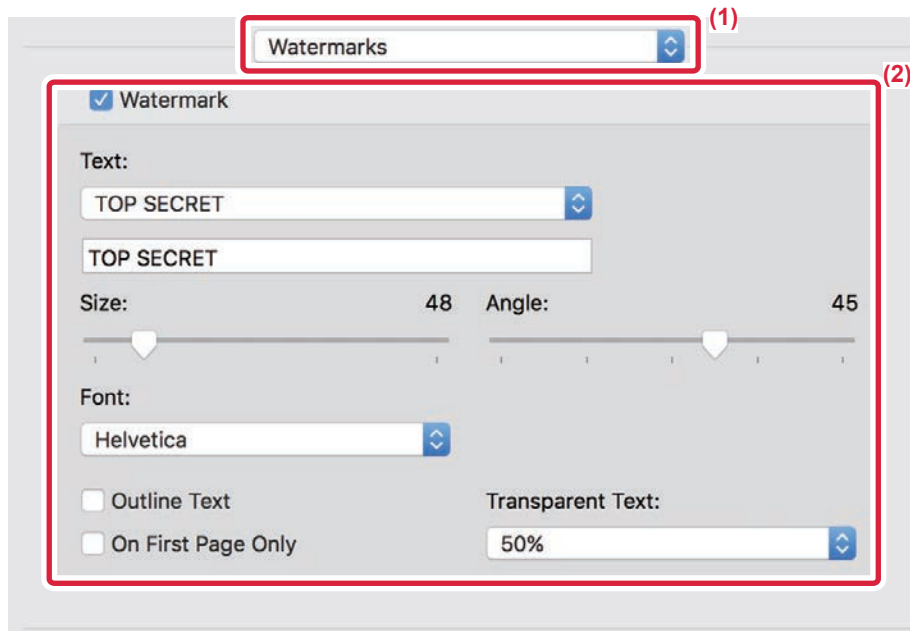 (1)
Watermarks
(2)
Watermark
Text:
TOP SECRET
TOP SECRET
Size: 48 Angle: 45
Font:
Helvetica
Outline Text Transparent Text:
On First Page Only 50%